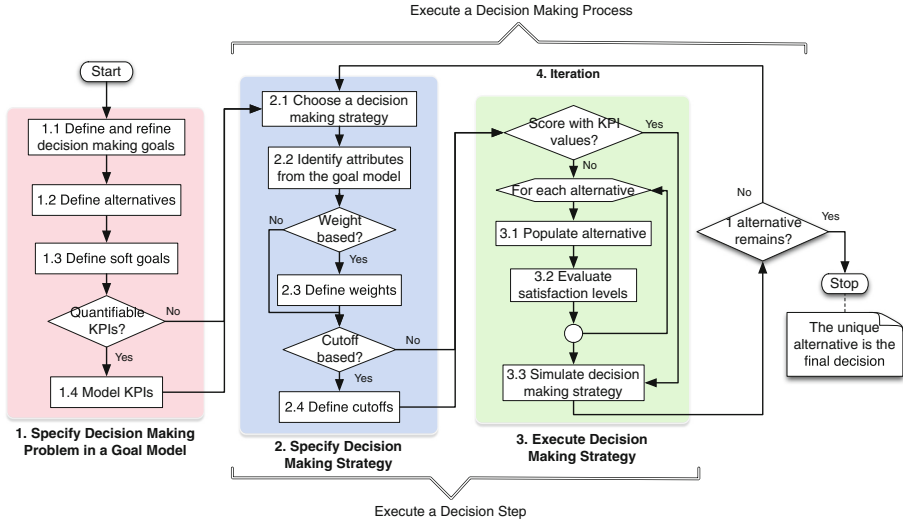 Execute a Decision Making Process
Start
1.1 Define and refine
decision making goals
1.2 Define alternatives
1.3 Define soft goals
Quantifiable
KPIs?
No
Yes
1.4 Model KPIs
1. Specify Decision Making
Problem in a Goal Model
2.1 Choose a decision
making strategy
2.2 Identify attributes
from the goal model
No
Weight
based?
Yes
2.3 Define weights
Cutoff
based?
No
Yes
2.4 Define cutoffs
2. Specify Decision
Making Strategy
4. Iteration
Score with KPI
values?
Yes
No
For each alternative
3.1 Populate alternative
3.2 Evaluate
satisfaction levels
3.3 Simulate decision
making strategy
3. Execute Decision
Making Strategy
No
1 alternative
remains?
Yes
Stop
The unique
alternative is the
final decision
Execute a Decision Step